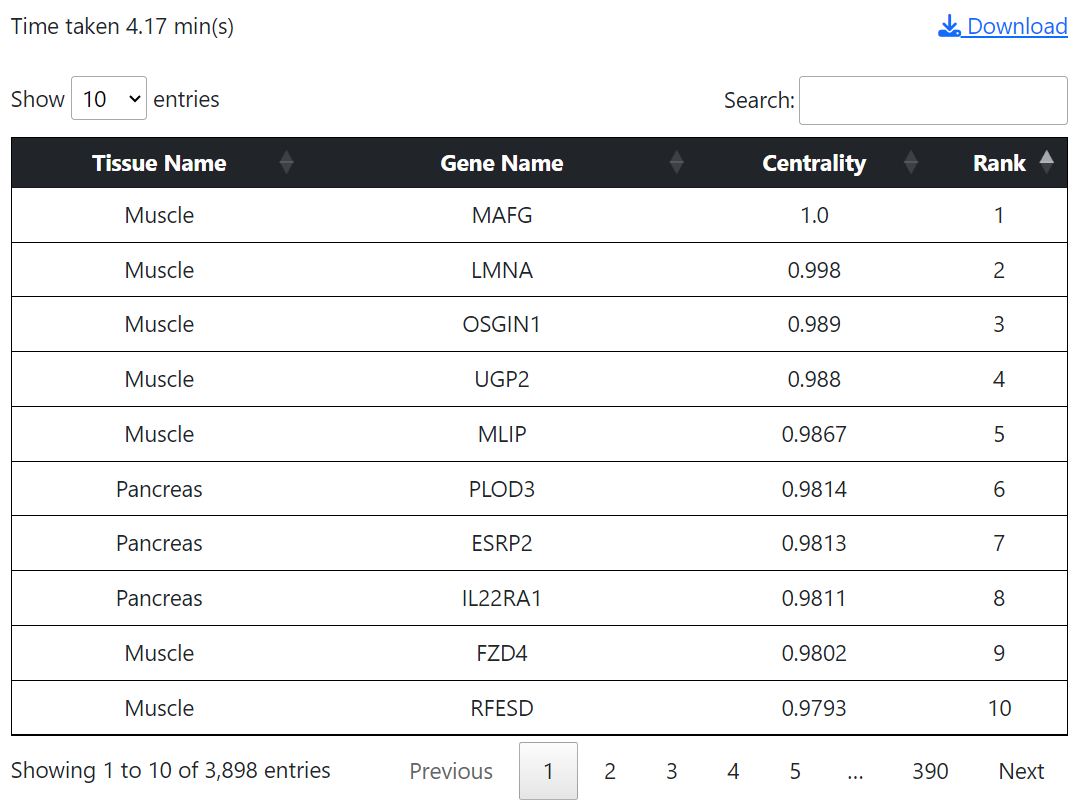 Time taken 4.17 min(s) Download
Show 10 entries Search:
Tissue Name Gene Name Centrality Rank
Muscle MAFG 1.0 1
Muscle LMNA 0.998 2
Muscle OSGIN1 0.989 3
Muscle UGP2 0.988 4
Muscle MLIP 0.9867 5
Pancreas PLOD3 0.9814 6
Pancreas ESRP2 0.9813 7
Pancreas IL22RA1 0.9811 8
Muscle FZD4 0.9802 9
Muscle RFESD 0.9793 10
Showing 1 to 10 of 3,898 entries Previous 1 2 3 4 5 ... 390 Next